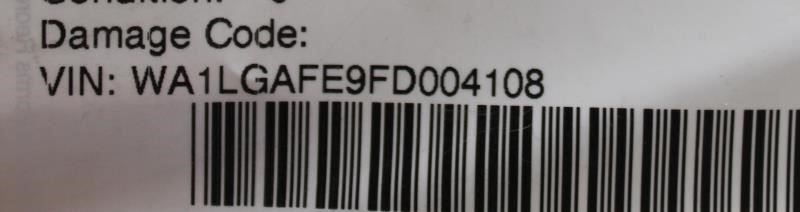 Damage Code:
VIN: WA1LGAFE9FD004108